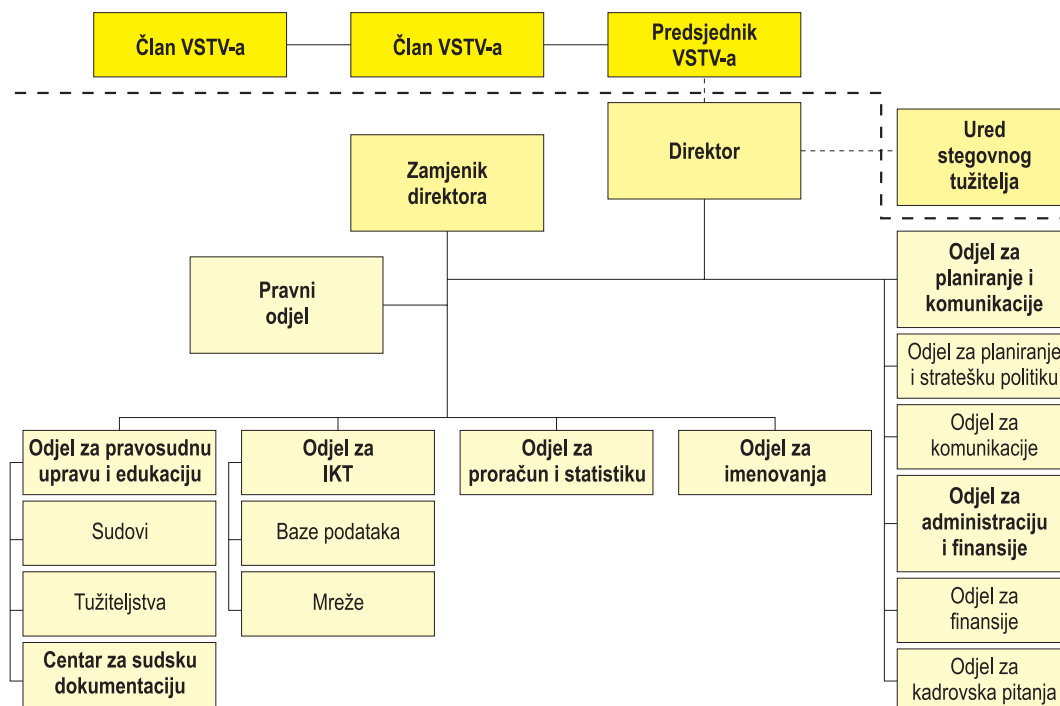 Član VSTV-a
Član VSTV-a
Predsjednik
VSTV-a
Direktor
Ured
stegovnog
tužitelja
Zamjenik
direktora
Pravni
odjel
Odjel za
planiranje i
komunikacije
Odjel za planiranje
i stratešku politiku
Odjel za
komunikacije
Odjel za
administraciju
i finansije
Odjel za
finansije
Odjel za
kadrovska pitanja
Odjel za pravosudnu
upravu i edukaciju
Sudovi
Tužiteljstva
Centar za sudsku
dokumentaciju
Odjel za
IKT
Baze podataka
Mreže
Odjel za
proračun i statistiku
Odjel za
imenovanja